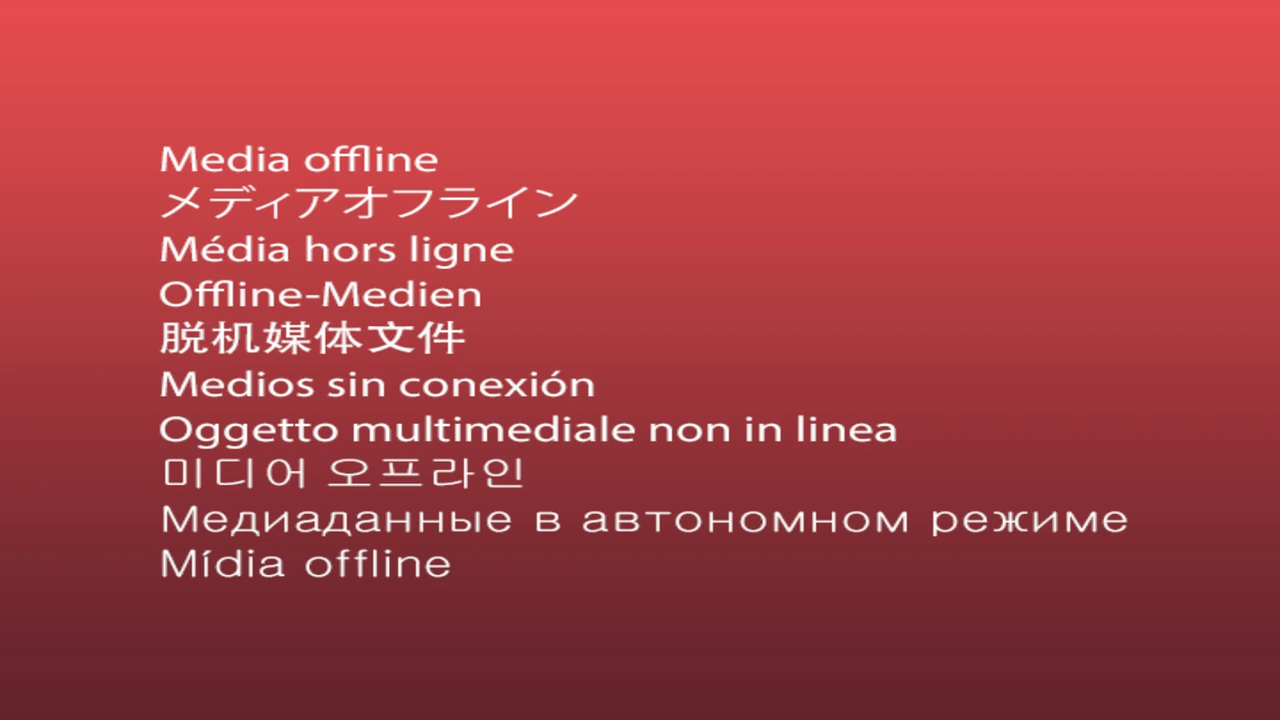 Media offline
メディアオフライン
Média hors ligne
Offline-Medien
脱机媒体文件
Medios sin conexión
Oggetto multimediale non in linea
미디어 오프라인
Медиаданные в автономном режиме
Mídia offline